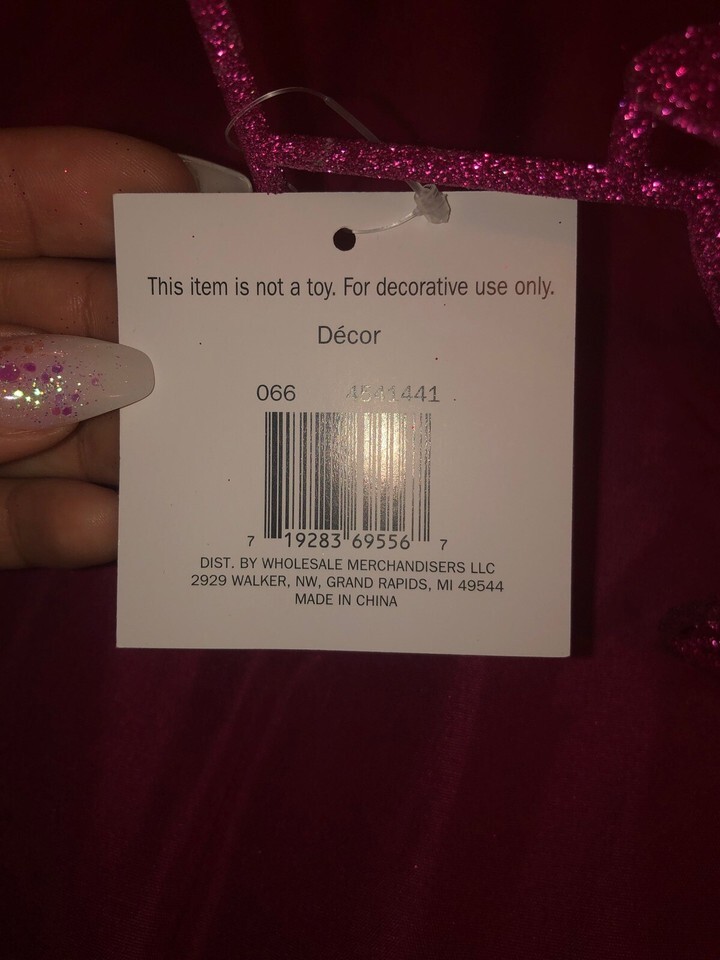 This item is not a toy. For decorative use only.
Décor
066 4541441
7 19283 69556 7
DIST. BY WHOLESALE MERCHANDISERS LLC
2929 WALKER, NW, GRAND RAPIDS, MI 49544
MADE IN CHINA